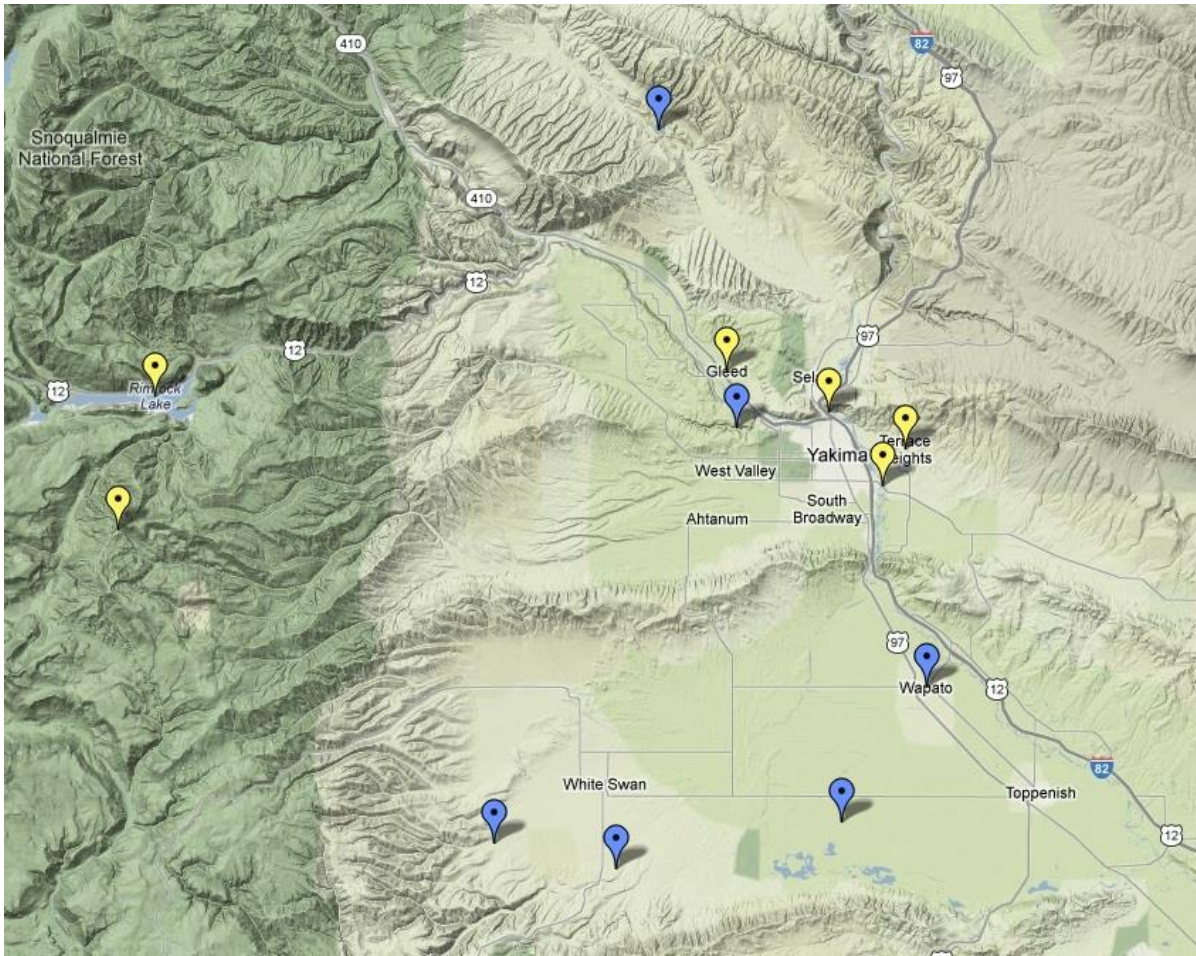 410
82
97
Snoqualmie
National Forest
410
12
97
12
Gleed
Sel
12
Rimrock
Lake
Terrace
Heights
Yakima
West Valley
South
Broadway
Ahtanum
97
Wapato
12
82
White Swan
Toppenish
12